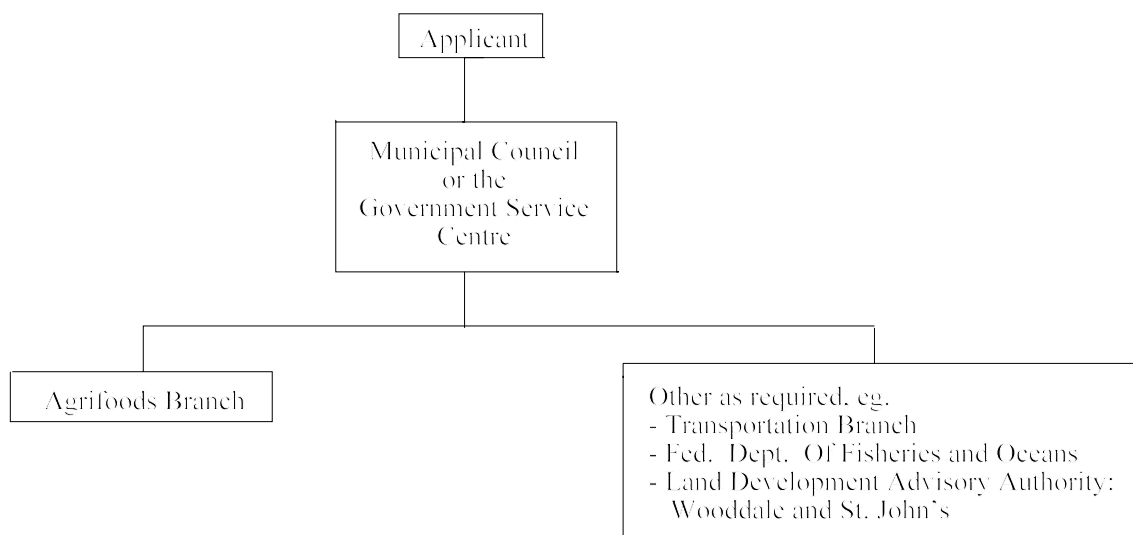 Applicant
Municipal Council
or the
Government Service
Centre
Agrifoods Branch
Other as required, eg.
- Transportation Branch
- Fed. Dept. Of Fisheries and Oceans
- Land Development Advisory Authority:
Wooddale and St. John's